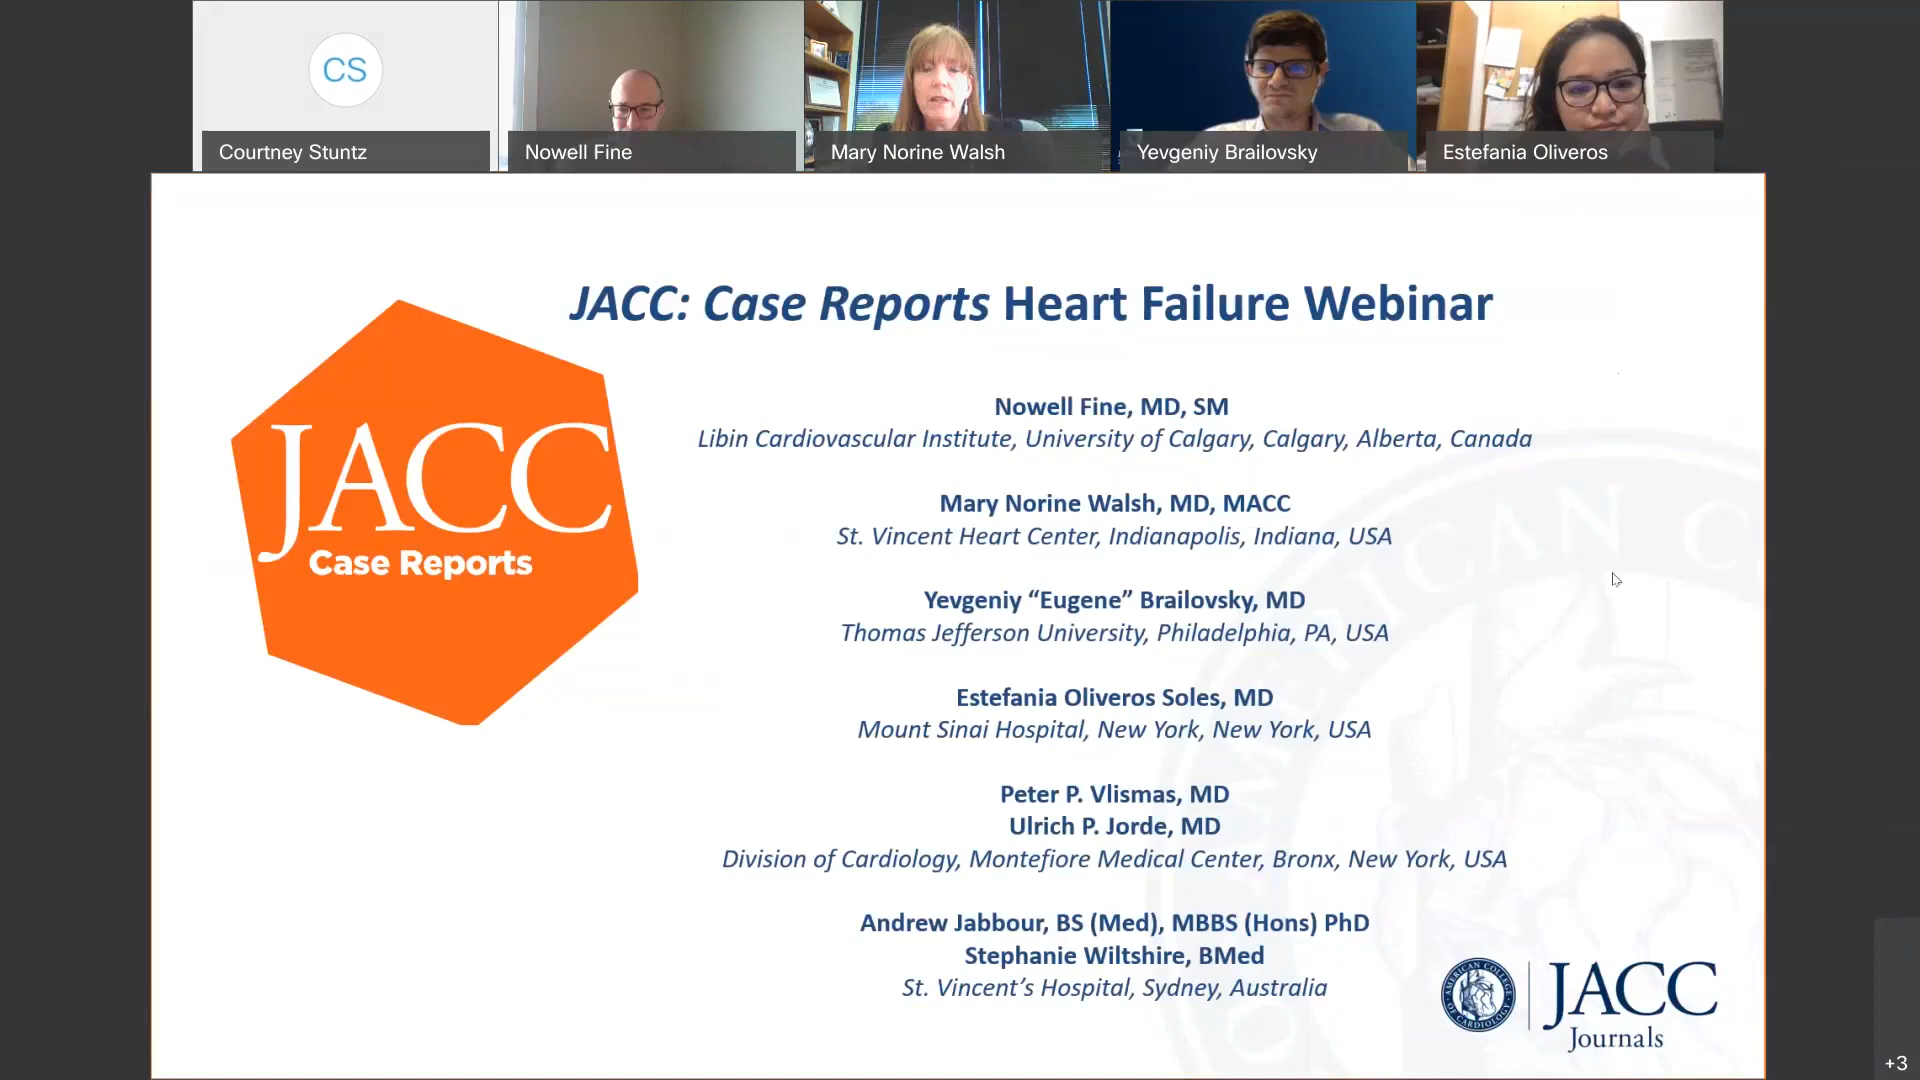 CS
Courtney Stuntz
Nowell Fine
Mary Norine Walsh
Yevgeniy Brailovsky
Estefania Oliveros
JACC: Case Reports Heart Failure Webinar
JACC
Case Reports
Nowell Fine, MD, SM
Libin Cardiovascular Institute, University of Calgary, Calgary, Alberta, Canada
Mary Norine Walsh, MD, MACC
St. Vincent Heart Center, Indianapolis, Indiana, USA
Yevgeniy “Eugene” Brailovsky, MD
Thomas Jefferson University, Philadelphia, PA, USA
Estefania Oliveros Soles, MD
Mount Sinai Hospital, New York, New York, USA
Peter P. Vlismas, MD
Ulrich P. Jorde, MD
Division of Cardiology, Montefiore Medical Center, Bronx, New York, USA
Andrew Jabbour, BS (Med), MBBS (Hons) PhD
Stephanie Wiltshire, BMed
St. Vincent’s Hospital, Sydney, Australia
AMERICAN COLLEGE OF CARDIOLOGY
JACC
Journals
AMERICAN C
+3